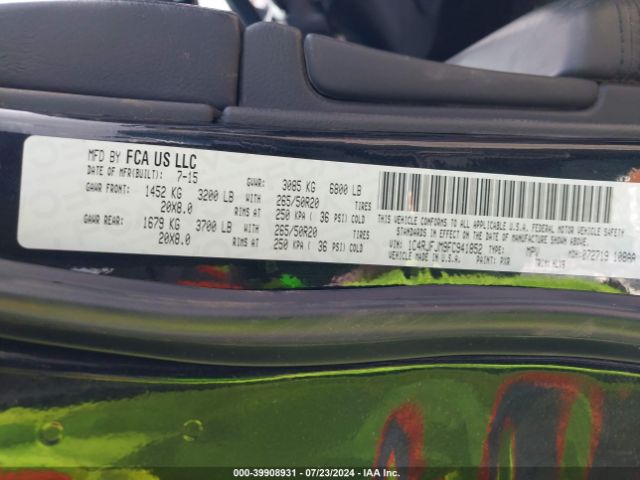 MFD BY FCA US LLC
DATE OF MFR(BUILT): 7-15 GVWR: 3085 KG 6800 LB
GAWR FRONT: 1452 KG 3200 LB WITH 265/50R20 TIRES
20X8.0 RIMS AT 250 KPA ( 36 PSI) COLD
GAWR REAR: 1679 KG 3700 LB WITH 265/50R20 TIRES
20X8.0 RIMS AT 250 KPA ( 36 PSI) COLD
THIS VEHICLE CONFORMS TO ALL APPLICABLE U.S.A. FEDERAL MOTOR VEHICLE SAFETY
STANDARDS IN EFFECT ON THE DATE OF MANUFACTURE SHOWN ABOVE.
VIN: TYPE: MPV MDH: 072719 108AA
VEHICLE MADE IN U.S.A. PAINT: PXR TRIM:
000-39908931 - 07/23/2024 - IAA Inc.